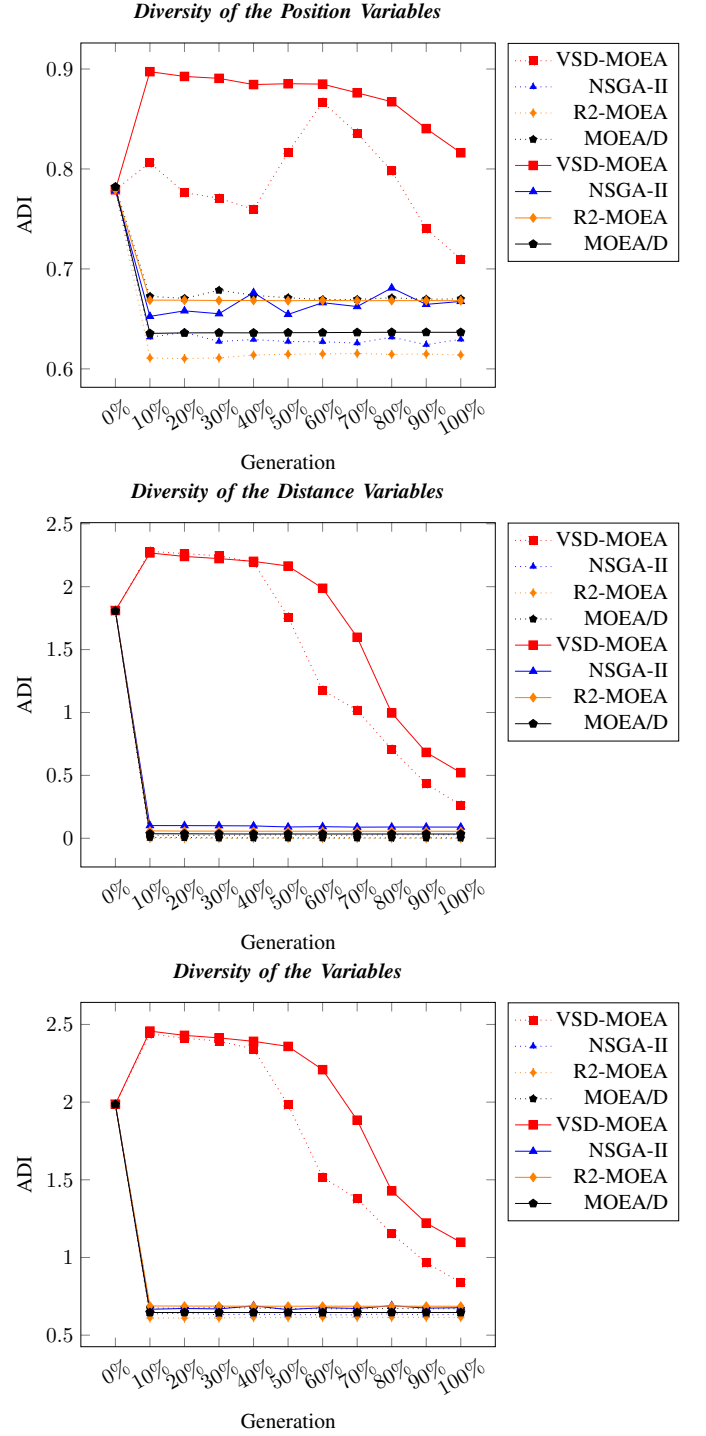 Diversity of the Position Variables
0.9
0.8
0.7
0.6
ADI
0% 10% 20% 30% 40% 50% 60% 70% 80% 90% 100%
Generation
VSD-MOEA
NSGA-II
R2-MOEA
MOEA/D
VSD-MOEA
NSGA-II
R2-MOEA
MOEA/D
Diversity of the Distance Variables
2.5
2
1.5
1
0.5
0
ADI
0% 10% 20% 30% 40% 50% 60% 70% 80% 90% 100%
Generation
VSD-MOEA
NSGA-II
R2-MOEA
MOEA/D
VSD-MOEA
NSGA-II
R2-MOEA
MOEA/D
Diversity of the Variables
2.5
2
1.5
1
0.5
ADI
0% 10% 20% 30% 40% 50% 60% 70% 80% 90% 100%
Generation
VSD-MOEA
NSGA-II
R2-MOEA
MOEA/D
VSD-MOEA
NSGA-II
R2-MOEA
MOEA/D